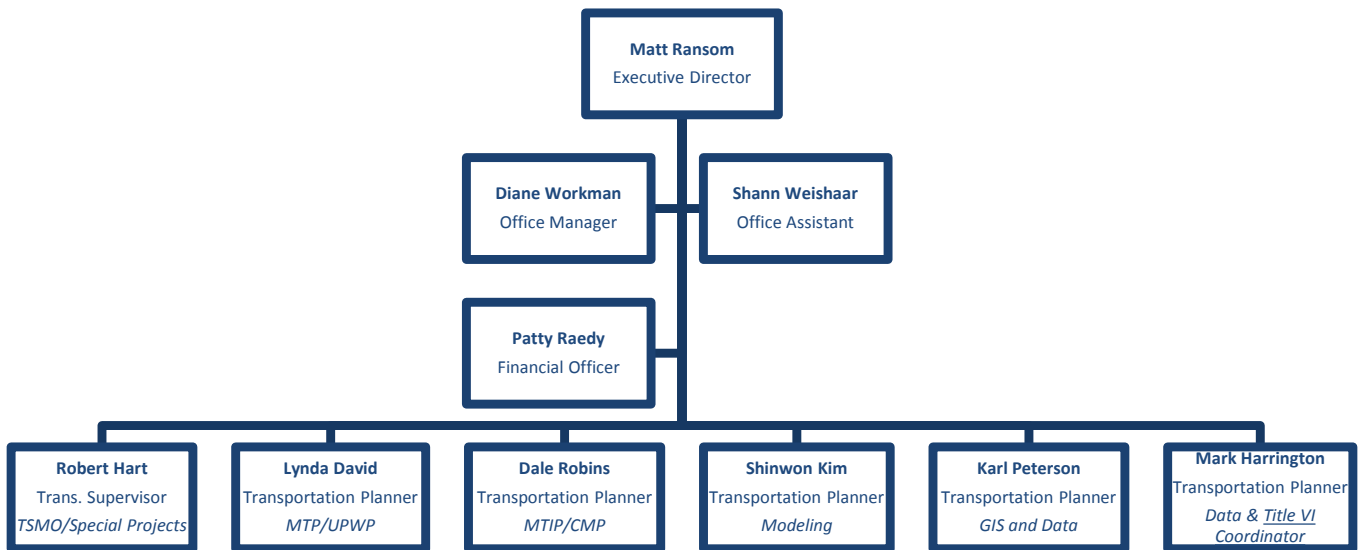 Matt Ransom
Executive Director
Diane Workman
Office Manager
Shann Weishaar
Office Assistant
Patty Raedy
Financial Officer
Robert Hart
Trans. Supervisor
TSMO/Special Projects
Lynda David
Transportation Planner
MTP/UPWP
Dale Robins
Transportation Planner
MTIP/CMP
Shinwon Kim
Transportation Planner
Modeling
Karl Peterson
Transportation Planner
GIS and Data
Mark Harrington
Transportation Planner
Data & Title VI
Coordinator